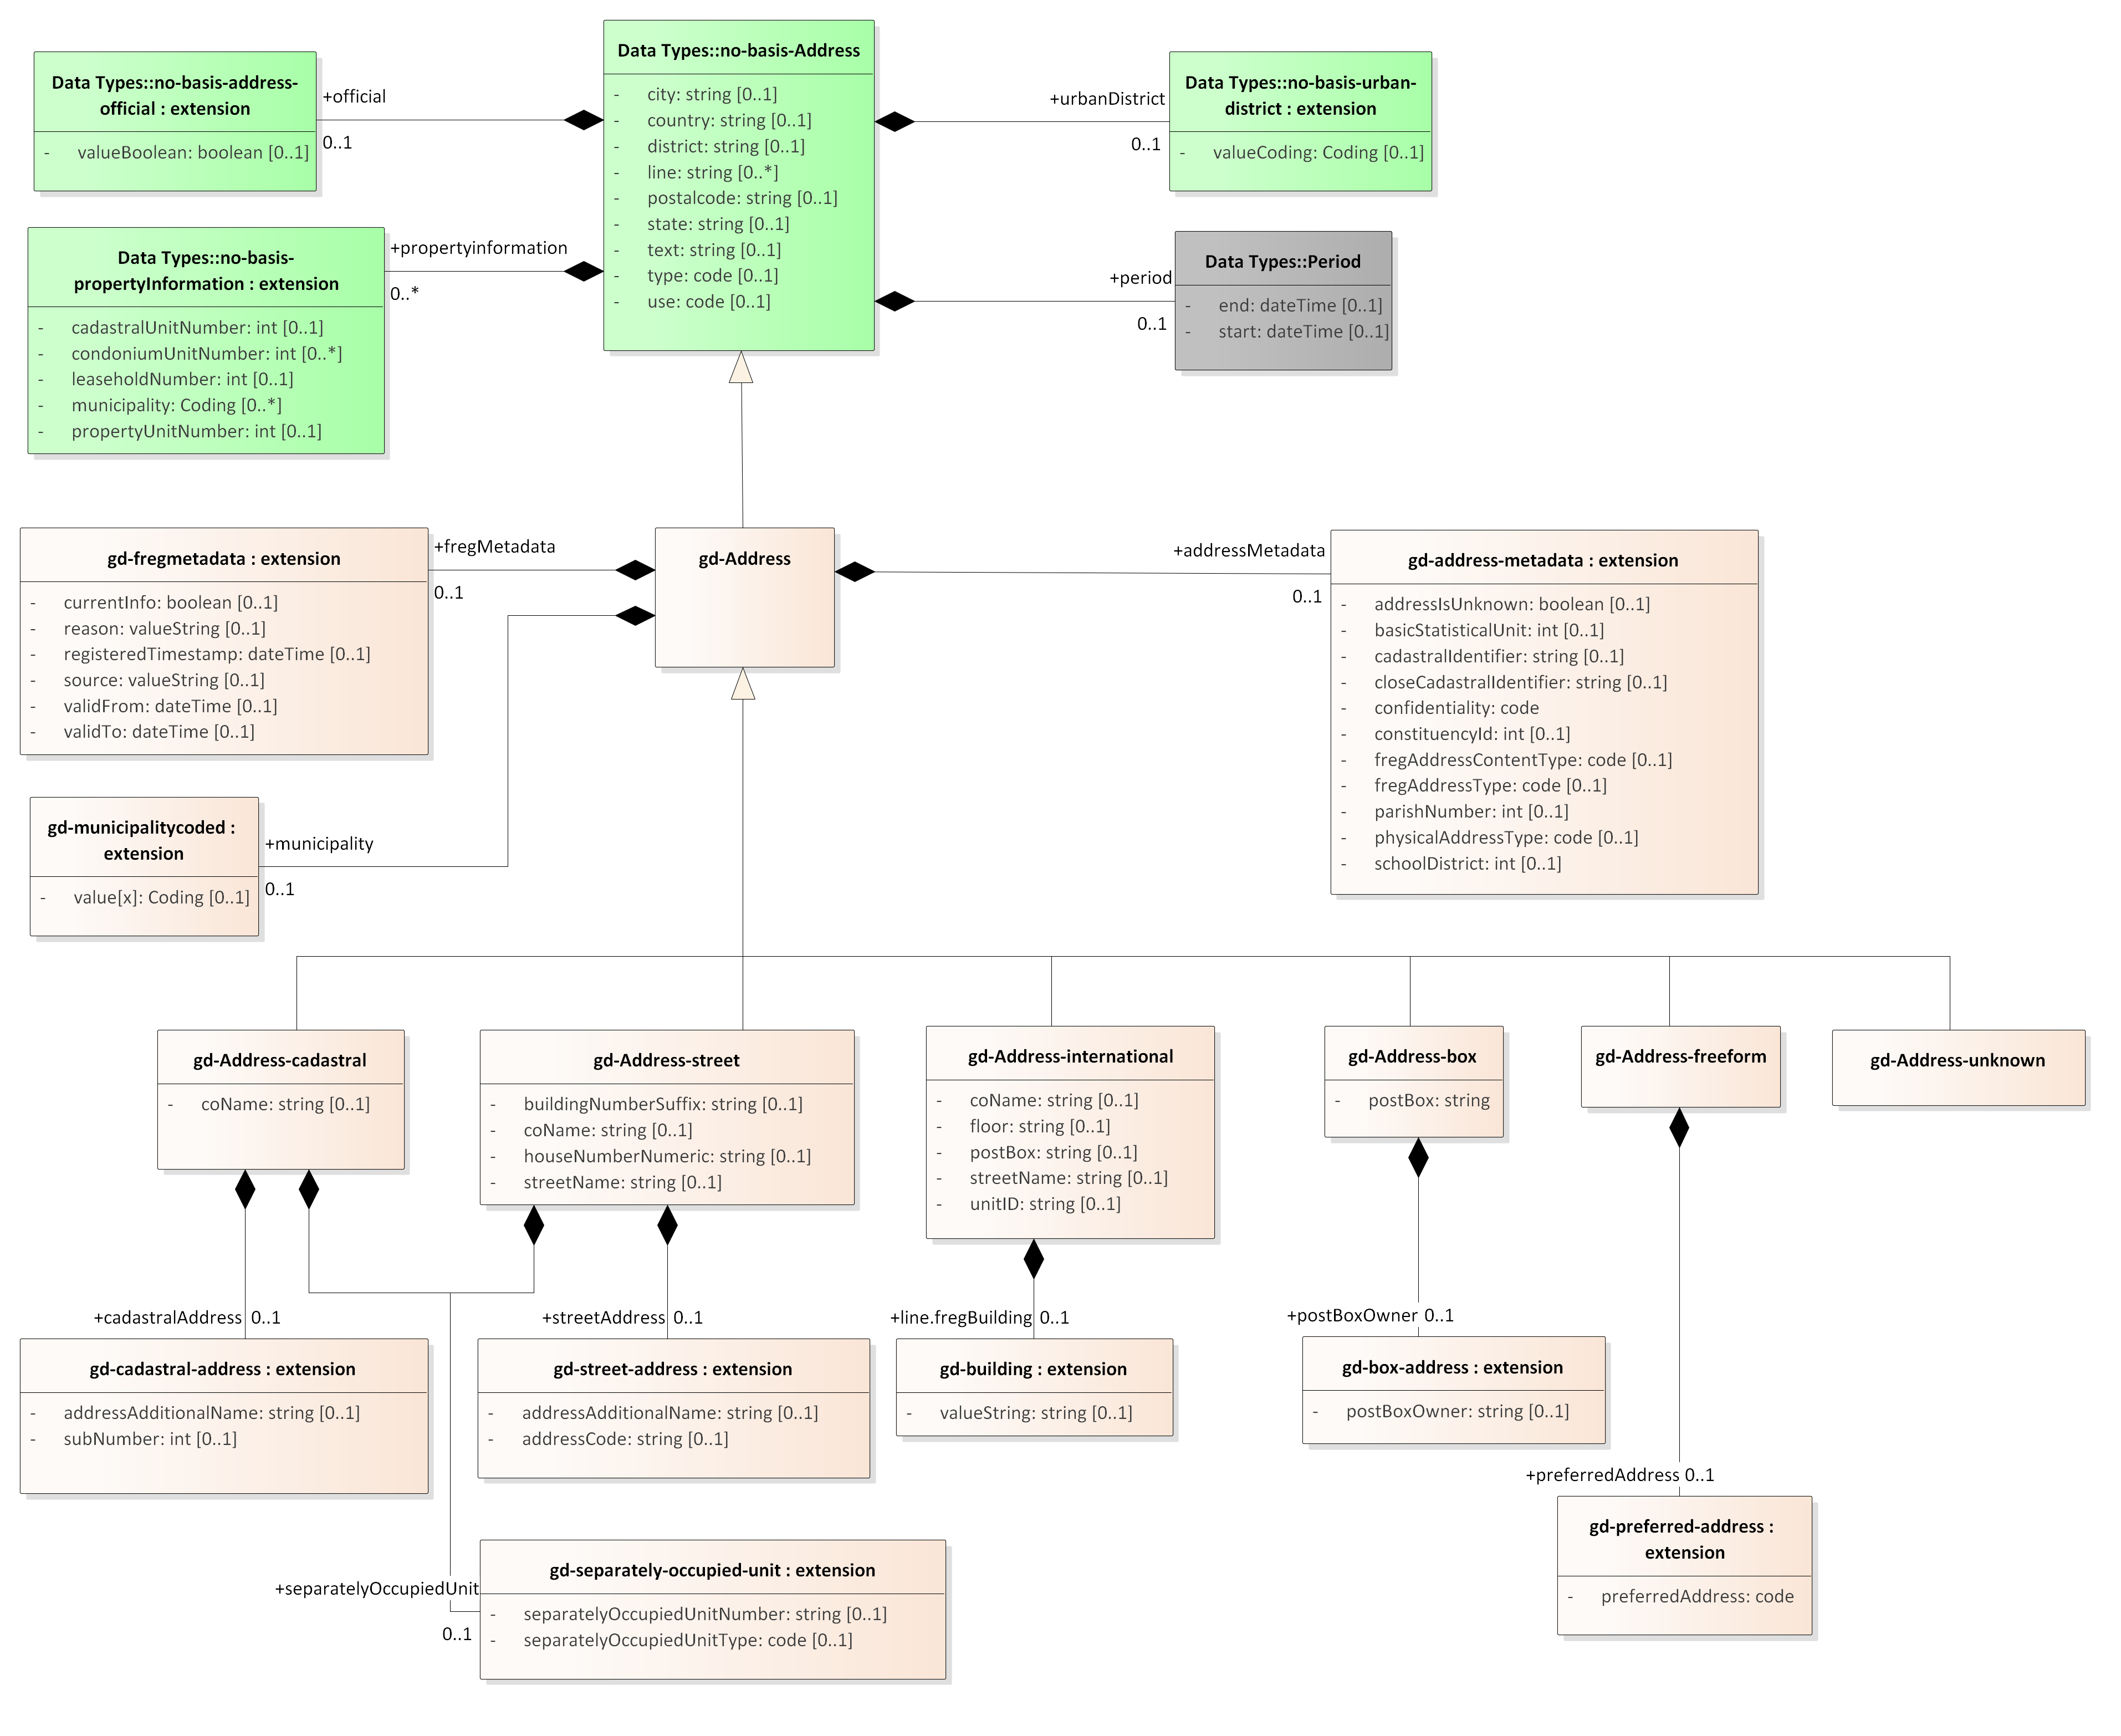 Data Types::no-basis-address-
official : extension
- valueBoolean: boolean [0..1]
+official
0..1
Data Types::no-basis-Address
- city: string [0..1]
- country: string [0..1]
- district: string [0..1]
- line: string [0..*]
- postalcode: string [0..1]
- state: string [0..1]
- text: string [0..1]
- type: code [0..1]
- use: code [0..1]
+urbanDistrict
0..1
Data Types::no-basis-urban-
district : extension
- valueCoding: Coding [0..1]
Data Types::no-basis-
propertyInformation : extension
- cadastralUnitNumber: int [0..1]
- condoniumUnitNumber: int [0..*]
- leaseholdNumber: int [0..1]
- municipality: Coding [0..*]
- propertyUnitNumber: int [0..1]
+propertyinformation
0..*
+period
0..1
Data Types::Period
- end: dateTime [0..1]
- start: dateTime [0..1]
gd-fregmetadata : extension
- currentInfo: boolean [0..1]
- reason: valueString [0..1]
- registeredTimestamp: dateTime [0..1]
- source: valueString [0..1]
- validFrom: dateTime [0..1]
- validTo: dateTime [0..1]
+fregMetadata
0..1
gd-Address
+addressMetadata
0..1
gd-address-metadata : extension
- addressIsUnknown: boolean [0..1]
- basicStatisticalUnit: int [0..1]
- cadastralIdentifier: string [0..1]
- closeCadastralIdentifier: string [0..1]
- confidentiality: code
- constituencyId: int [0..1]
- fregAddressContentType: code [0..1]
- fregAddressType: code [0..1]
- parishNumber: int [0..1]
- physicalAddressType: code [0..1]
- schoolDistrict: int [0..1]
gd-municipalitycoded :
extension
- value[x]: Coding [0..1]
+municipality
0..1
gd-Address-cadastral
- coName: string [0..1]
gd-Address-street
- buildingNumberSuffix: string [0..1]
- coName: string [0..1]
- houseNumberNumeric: string [0..1]
- streetName: string [0..1]
gd-Address-international
- coName: string [0..1]
- floor: string [0..1]
- postBox: string [0..1]
- streetName: string [0..1]
- unitID: string [0..1]
gd-Address-box
- postBox: string
gd-Address-freeform
gd-Address-unknown
+cadastralAddress 0..1
gd-cadastral-address : extension
- addressAdditionalName: string [0..1]
- subNumber: int [0..1]
+streetAddress 0..1
gd-street-address : extension
- addressAdditionalName: string [0..1]
- addressCode: string [0..1]
+line.fregBuilding 0..1
gd-building : extension
- valueString: string [0..1]
+postBoxOwner 0..1
gd-box-address : extension
- postBoxOwner: string [0..1]
+preferredAddress 0..1
gd-preferred-address :
extension
- preferredAddress: code
+separatelyOccupiedUnit
0..1
gd-separately-occupied-unit : extension
- separatelyOccupiedUnitNumber: string [0..1]
- separatelyOccupiedUnitType: code [0..1]